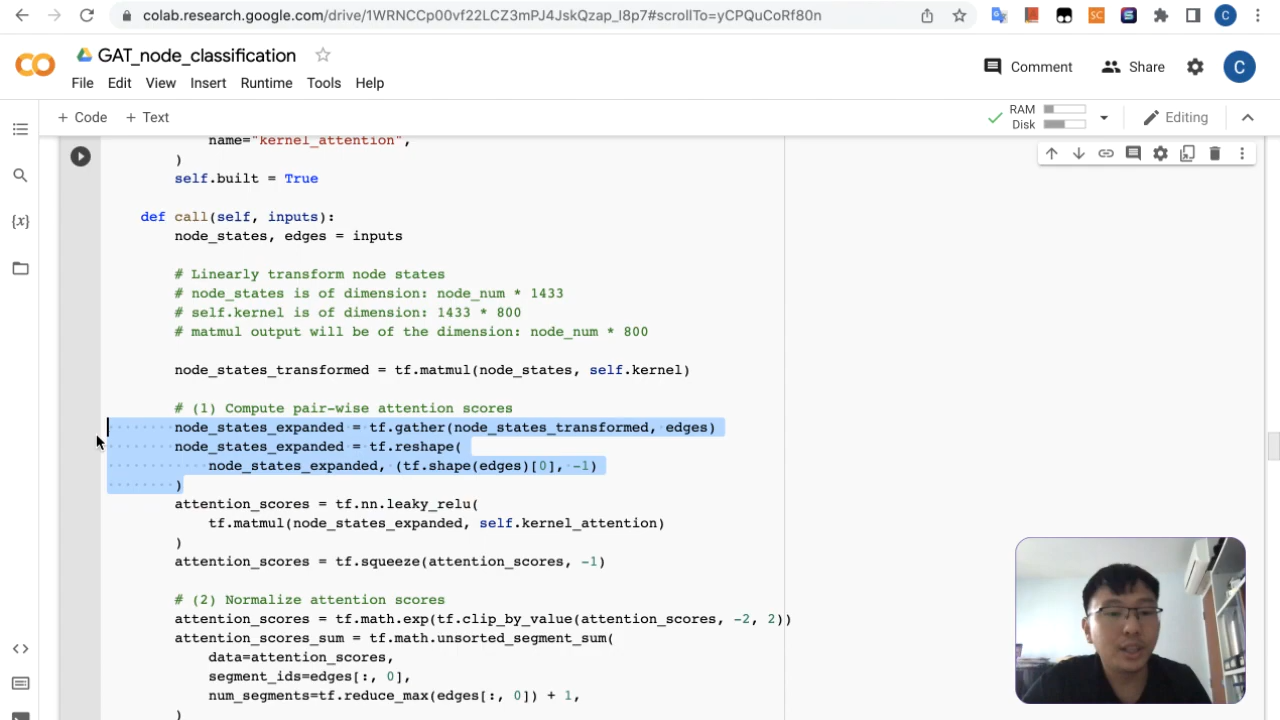 colab.research.google.com/drive/1WRNCCp00vf22LCZ3mPJ4JskQzap_I8p7#scrollTo=yCPQuCoRf80n
SC
S
C
CO
GAT_node_classification
File Edit View Insert Runtime Tools Help
Comment
Share
C
+ Code + Text
RAM
Disk
Editing
name="kernel_attention",
)
self.built = True
def call(self, inputs):
node_states, edges = inputs
# Linearly transform node states
# node_states is of dimension: node_num * 1433
# self.kernel is of dimension: 1433 * 800
# matmul output will be of the dimension: node_num * 800
node_states_transformed = tf.matmul(node_states, self.kernel)
# (1) Compute pair-wise attention scores
node_states_expanded = tf.gather(node_states_transformed, edges)
node_states_expanded = tf.reshape(
node_states_expanded, (tf.shape(edges)[0], -1)
)
attention_scores = tf.nn.leaky_relu(
tf.matmul(node_states_expanded, self.kernel_attention)
)
attention_scores = tf.squeeze(attention_scores, -1)
# (2) Normalize attention scores
attention_scores = tf.math.exp(tf.clip_by_value(attention_scores, -2, 2))
attention_scores_sum = tf.math.unsorted_segment_sum(
data=attention_scores,
segment_ids=edges[:, 0],
num_segments=tf.reduce_max(edges[:, 0]) + 1,
)
{x}
<>